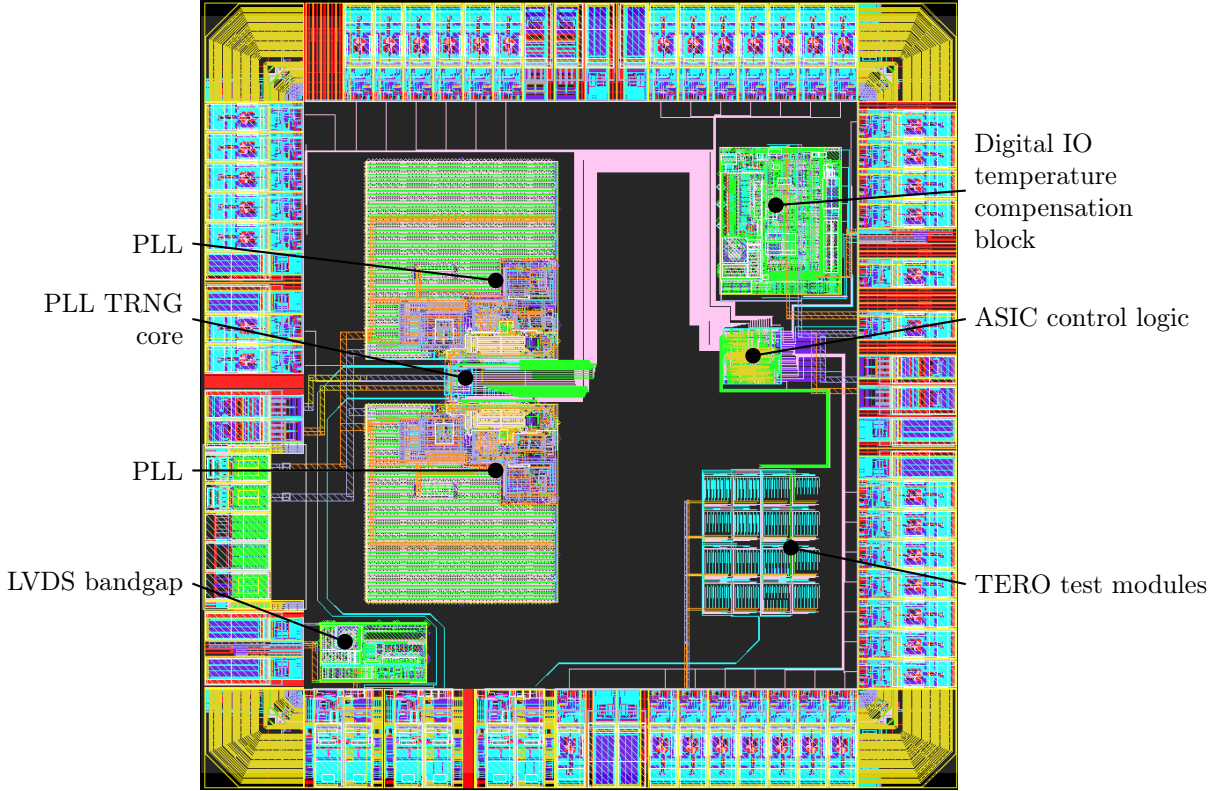 PLL
PLL TRNG
core
PLL
LVDS bandgap
Digital IO
temperature
compensation
block
ASIC control logic
TERO test modules